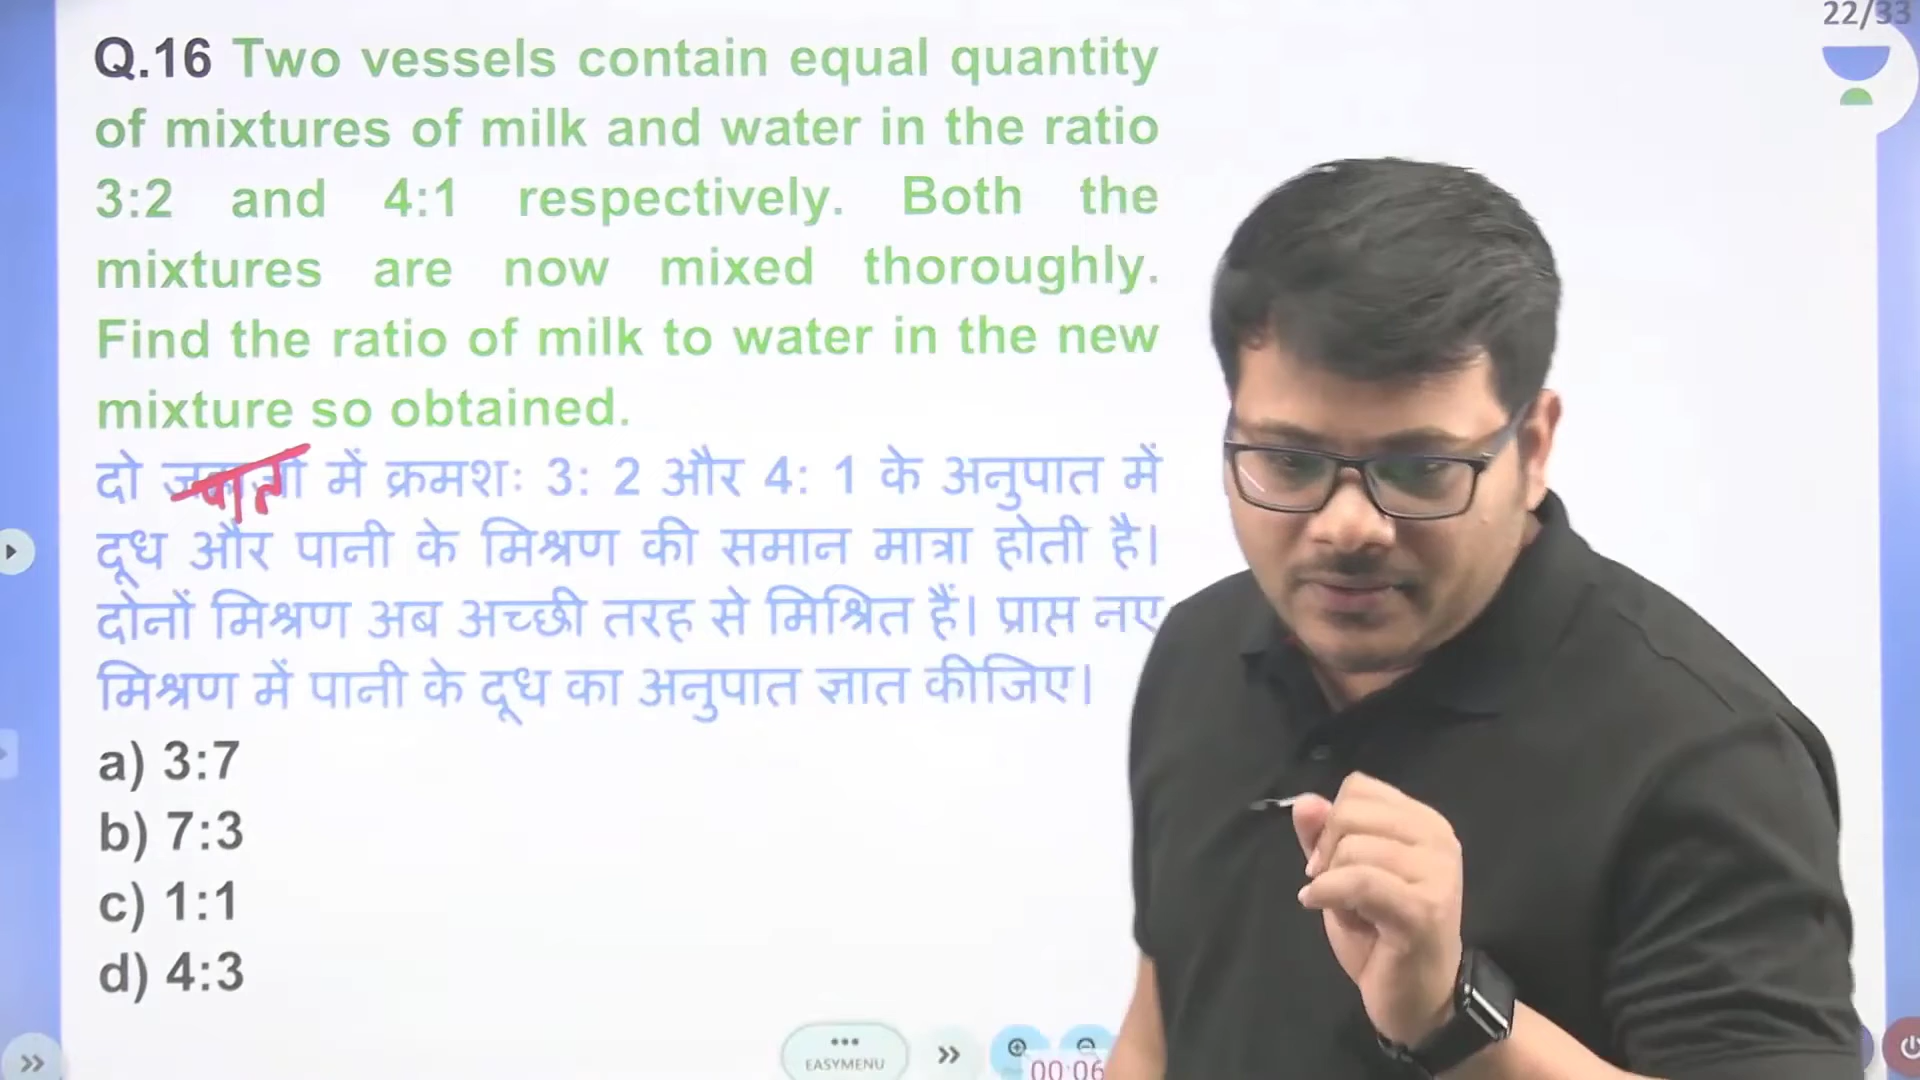 22/33
Q.16 Two vessels contain equal quantity
of mixtures of milk and water in the ratio
3:2 and 4:1 respectively. Both the
mixtures are now mixed thoroughly.
Find the ratio of milk to water in the new
mixture so obtained.
दो में क्रमशः 3: 2 और 4: 1 के अनुपात में
पात्र
दूध और पानी के मिश्रण की समान मात्रा होती है।
दोनों मिश्रण अब अच्छी तरह से मिश्रित हैं। प्राप्त नए
मिश्रण में पानी के दूध का अनुपात ज्ञात कीजिए।
a) 3:7
b) 7:3
c) 1:1
d) 4:3
EASYMENU
00:06